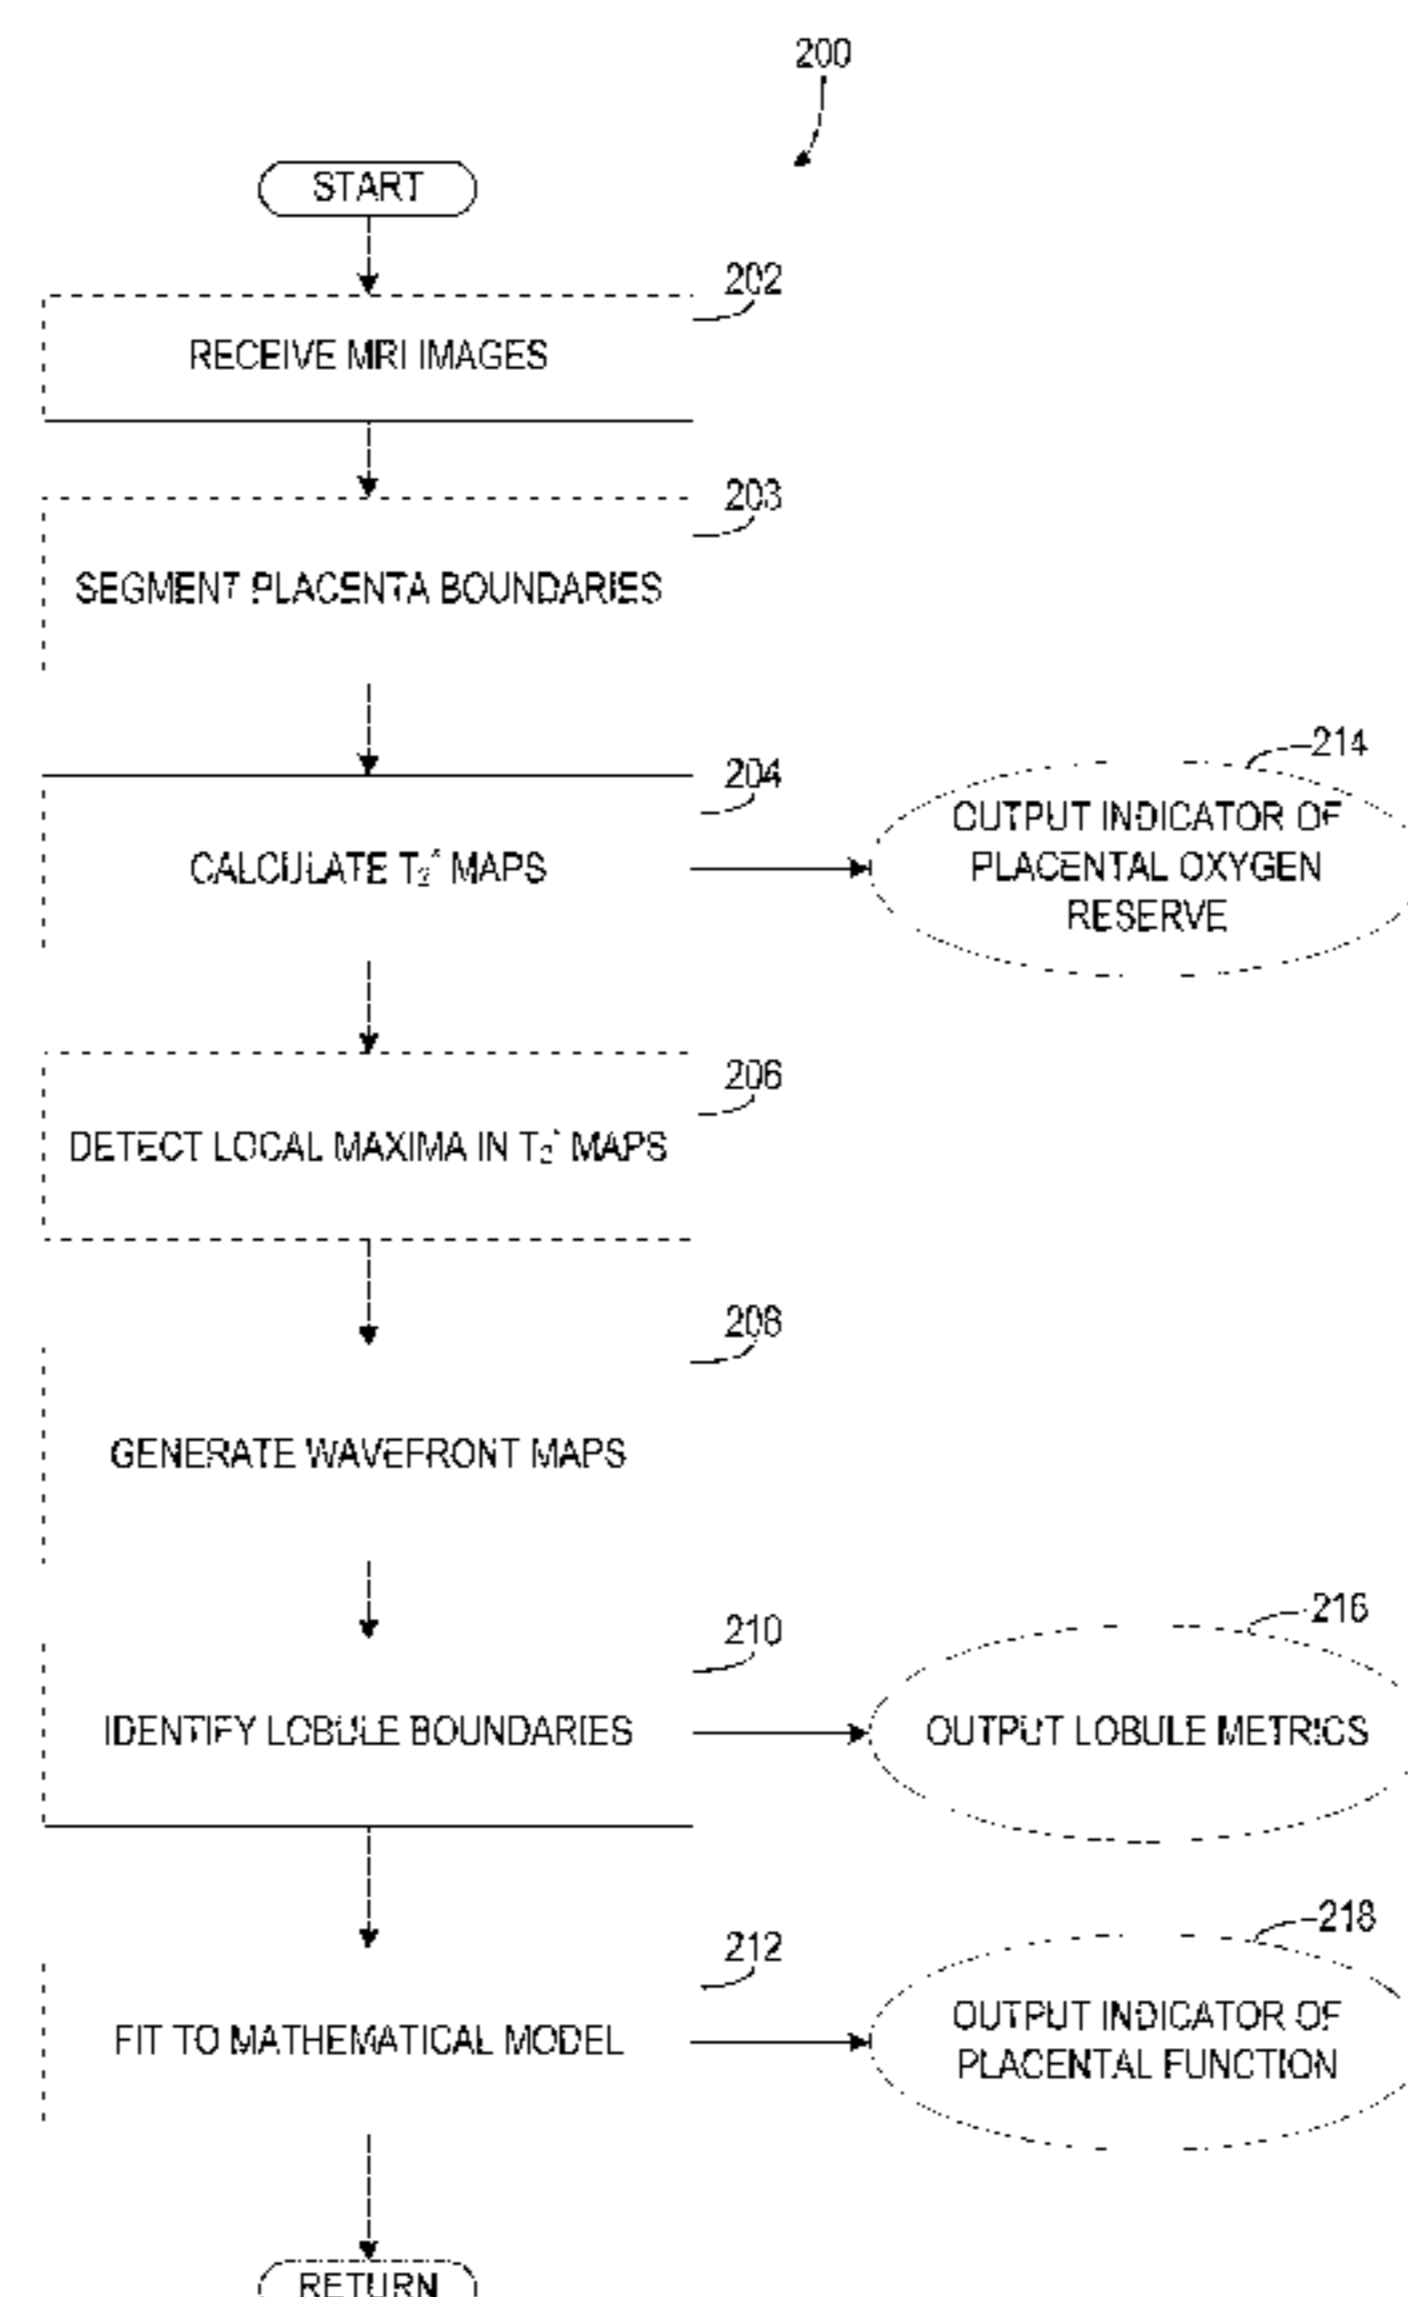 200
START
202
RECEIVE MRI IMAGES
203
SEGMENT PLACENTA BOUNDARIES
204
CALCULATE T2* MAPS
214
OUTPUT INDICATOR OF
PLACENTAL OXYGEN
RESERVE
206
DETECT LOCAL MAXIMA IN T2* MAPS
208
GENERATE WAVEFRONT MAPS
210
IDENTIFY LOBULE BOUNDARIES
216
OUTPUT LOBULE METRICS
212
FIT TO MATHEMATICAL MODEL
218
OUTPUT INDICATOR OF
PLACENTAL FUNCTION
RETURN